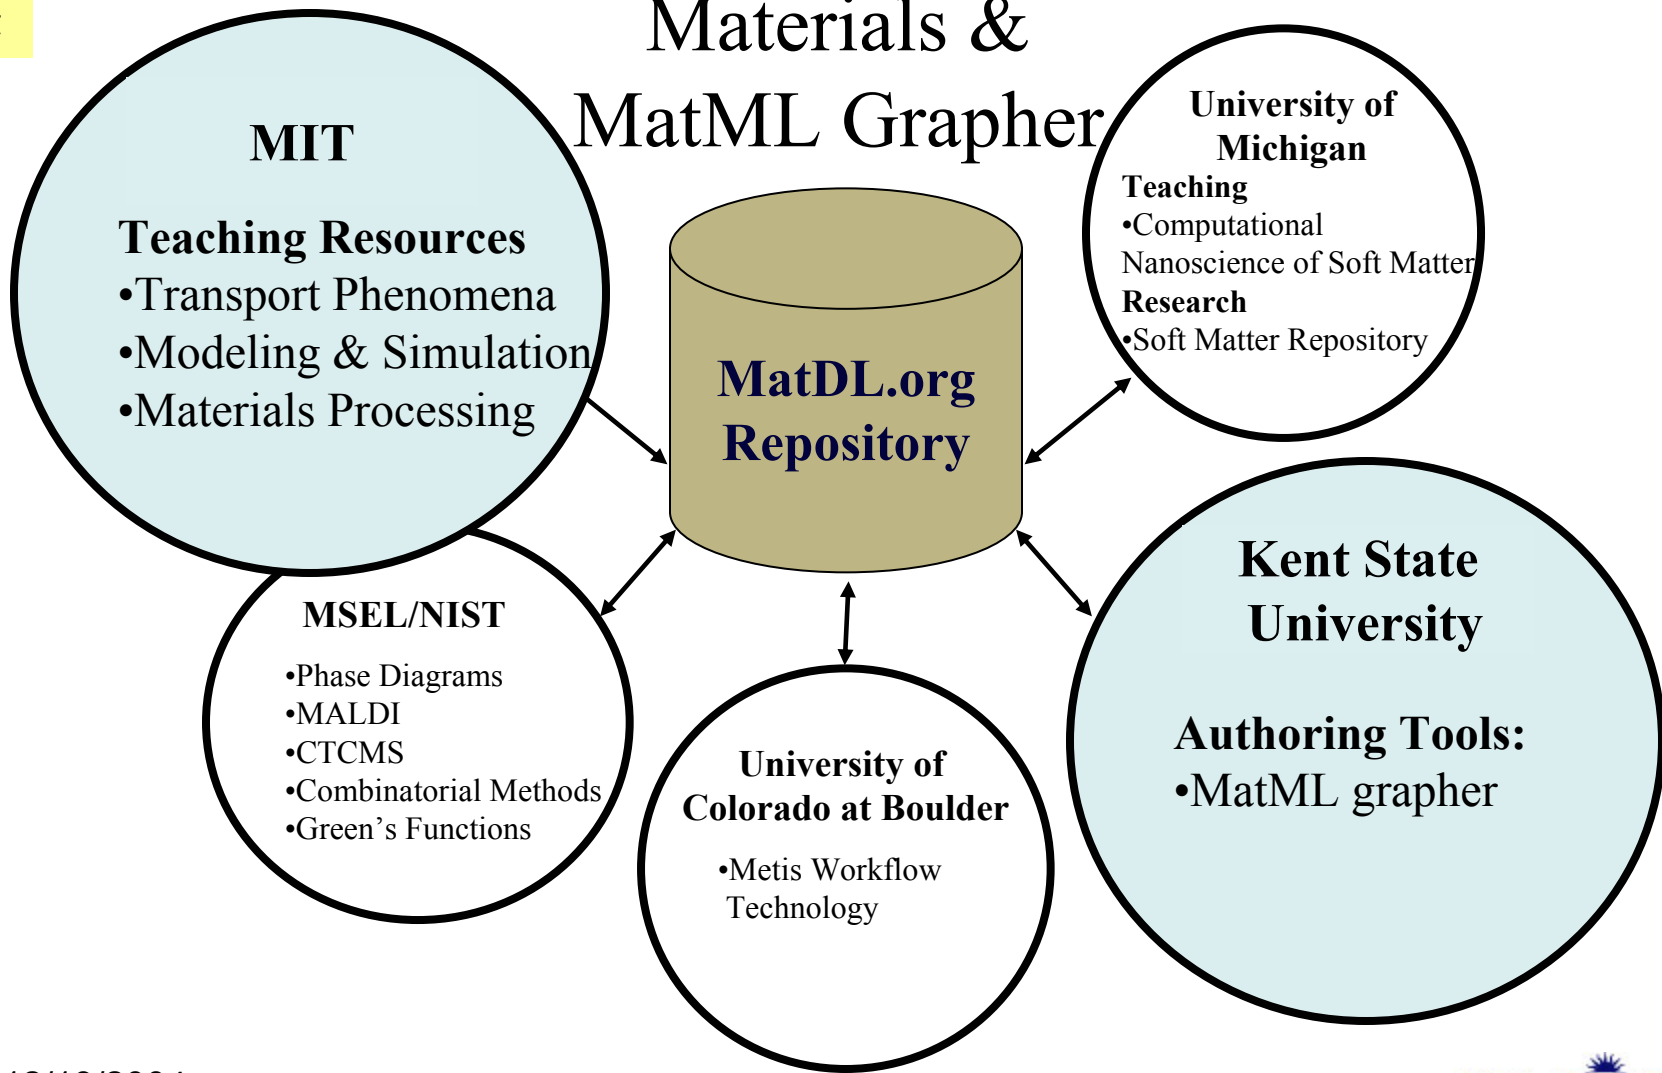 Materials &
MatML Grapher
MIT
Teaching Resources
•Transport Phenomena
•Modeling & Simulation
•Materials Processing
MatDL.org
Repository
University of
Michigan
Teaching
•Computational
Nanoscience of Soft Matter
Research
•Soft Matter Repository
MSEL/NIST
•Phase Diagrams
•MALDI
•CTCMS
•Combinatorial Methods
•Green’s Functions
University of
Colorado at Boulder
•Metis Workflow
Technology
Kent State
University
Authoring Tools:
•MatML grapher